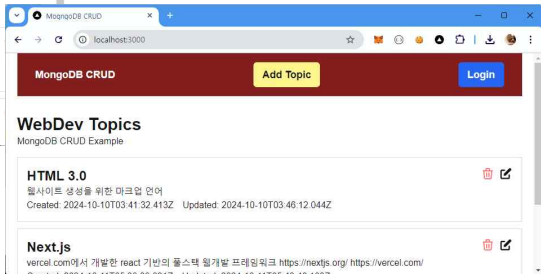 MogngoDB CRUD
localhost:3000
MongoDB CRUD
Add Topic
Login
WebDev Topics
MongoDB CRUD Example
HTML 3.0
웹사이트 생성을 위한 마크업 언어
Created: 2024-10-10T03:41:32.413Z Updated: 2024-10-10T03:46:12.044Z
Next.js
vercel.com에서 개발한 react 기반의 풀스택 웹개발 프레임워크 https://nextjs.org/ https://vercel.com/